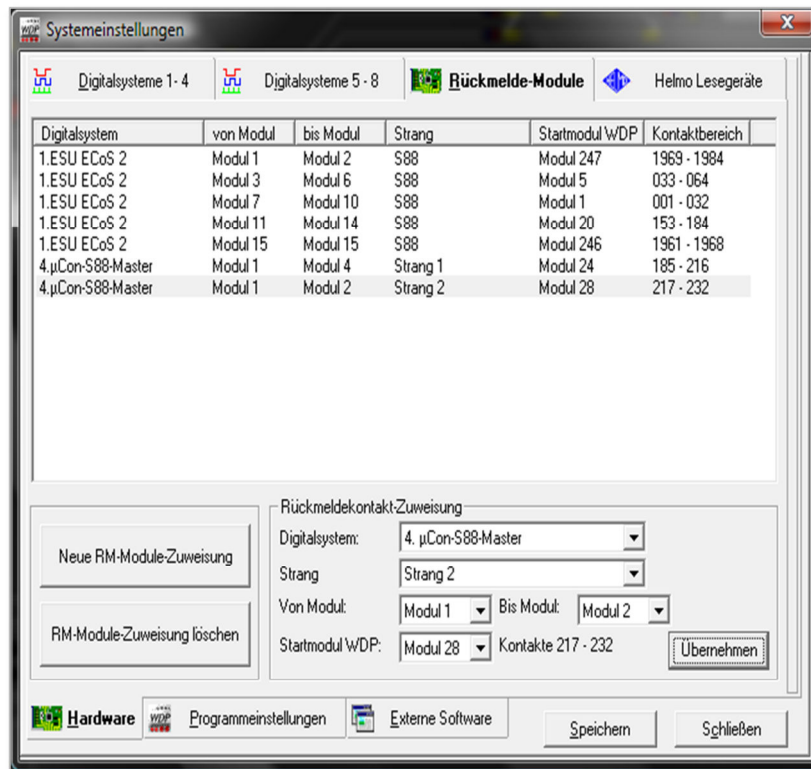 WDP Systemeinstellungen X
Digitalsysteme 1 - 4 Digitalsysteme 5 - 8 Rückmelde-Module Helmo Lesegeräte
Digitalsystem von Modul bis Modul Strang Startmodul WDP Kontaktbereich
1.ESU ECoS 2 Modul 1 Modul 2 S88 Modul 247 1969 - 1984
1.ESU ECoS 2 Modul 3 Modul 6 S88 Modul 5 033 - 064
1.ESU ECoS 2 Modul 7 Modul 10 S88 Modul 1 001 - 032
1.ESU ECoS 2 Modul 11 Modul 14 S88 Modul 20 153 - 184
1.ESU ECoS 2 Modul 15 Modul 15 S88 Modul 246 1961 - 1968
4.µCon-S88-Master Modul 1 Modul 4 Strang 1 Modul 24 185 - 216
4.µCon-S88-Master Modul 1 Modul 2 Strang 2 Modul 28 217 - 232
Neue RM-Module-Zuweisung
RM-Module-Zuweisung löschen
Rückmeldekontakt-Zuweisung
Digitalsystem: 4. µCon-S88-Master
Strang Strang 2
Von Modul: Modul 1 Bis Modul: Modul 2
Startmodul WDP: Modul 28 Kontakte 217 - 232 Übernehmen
Hardware WDP Programmeinstellungen Externe Software Speichern Schließen